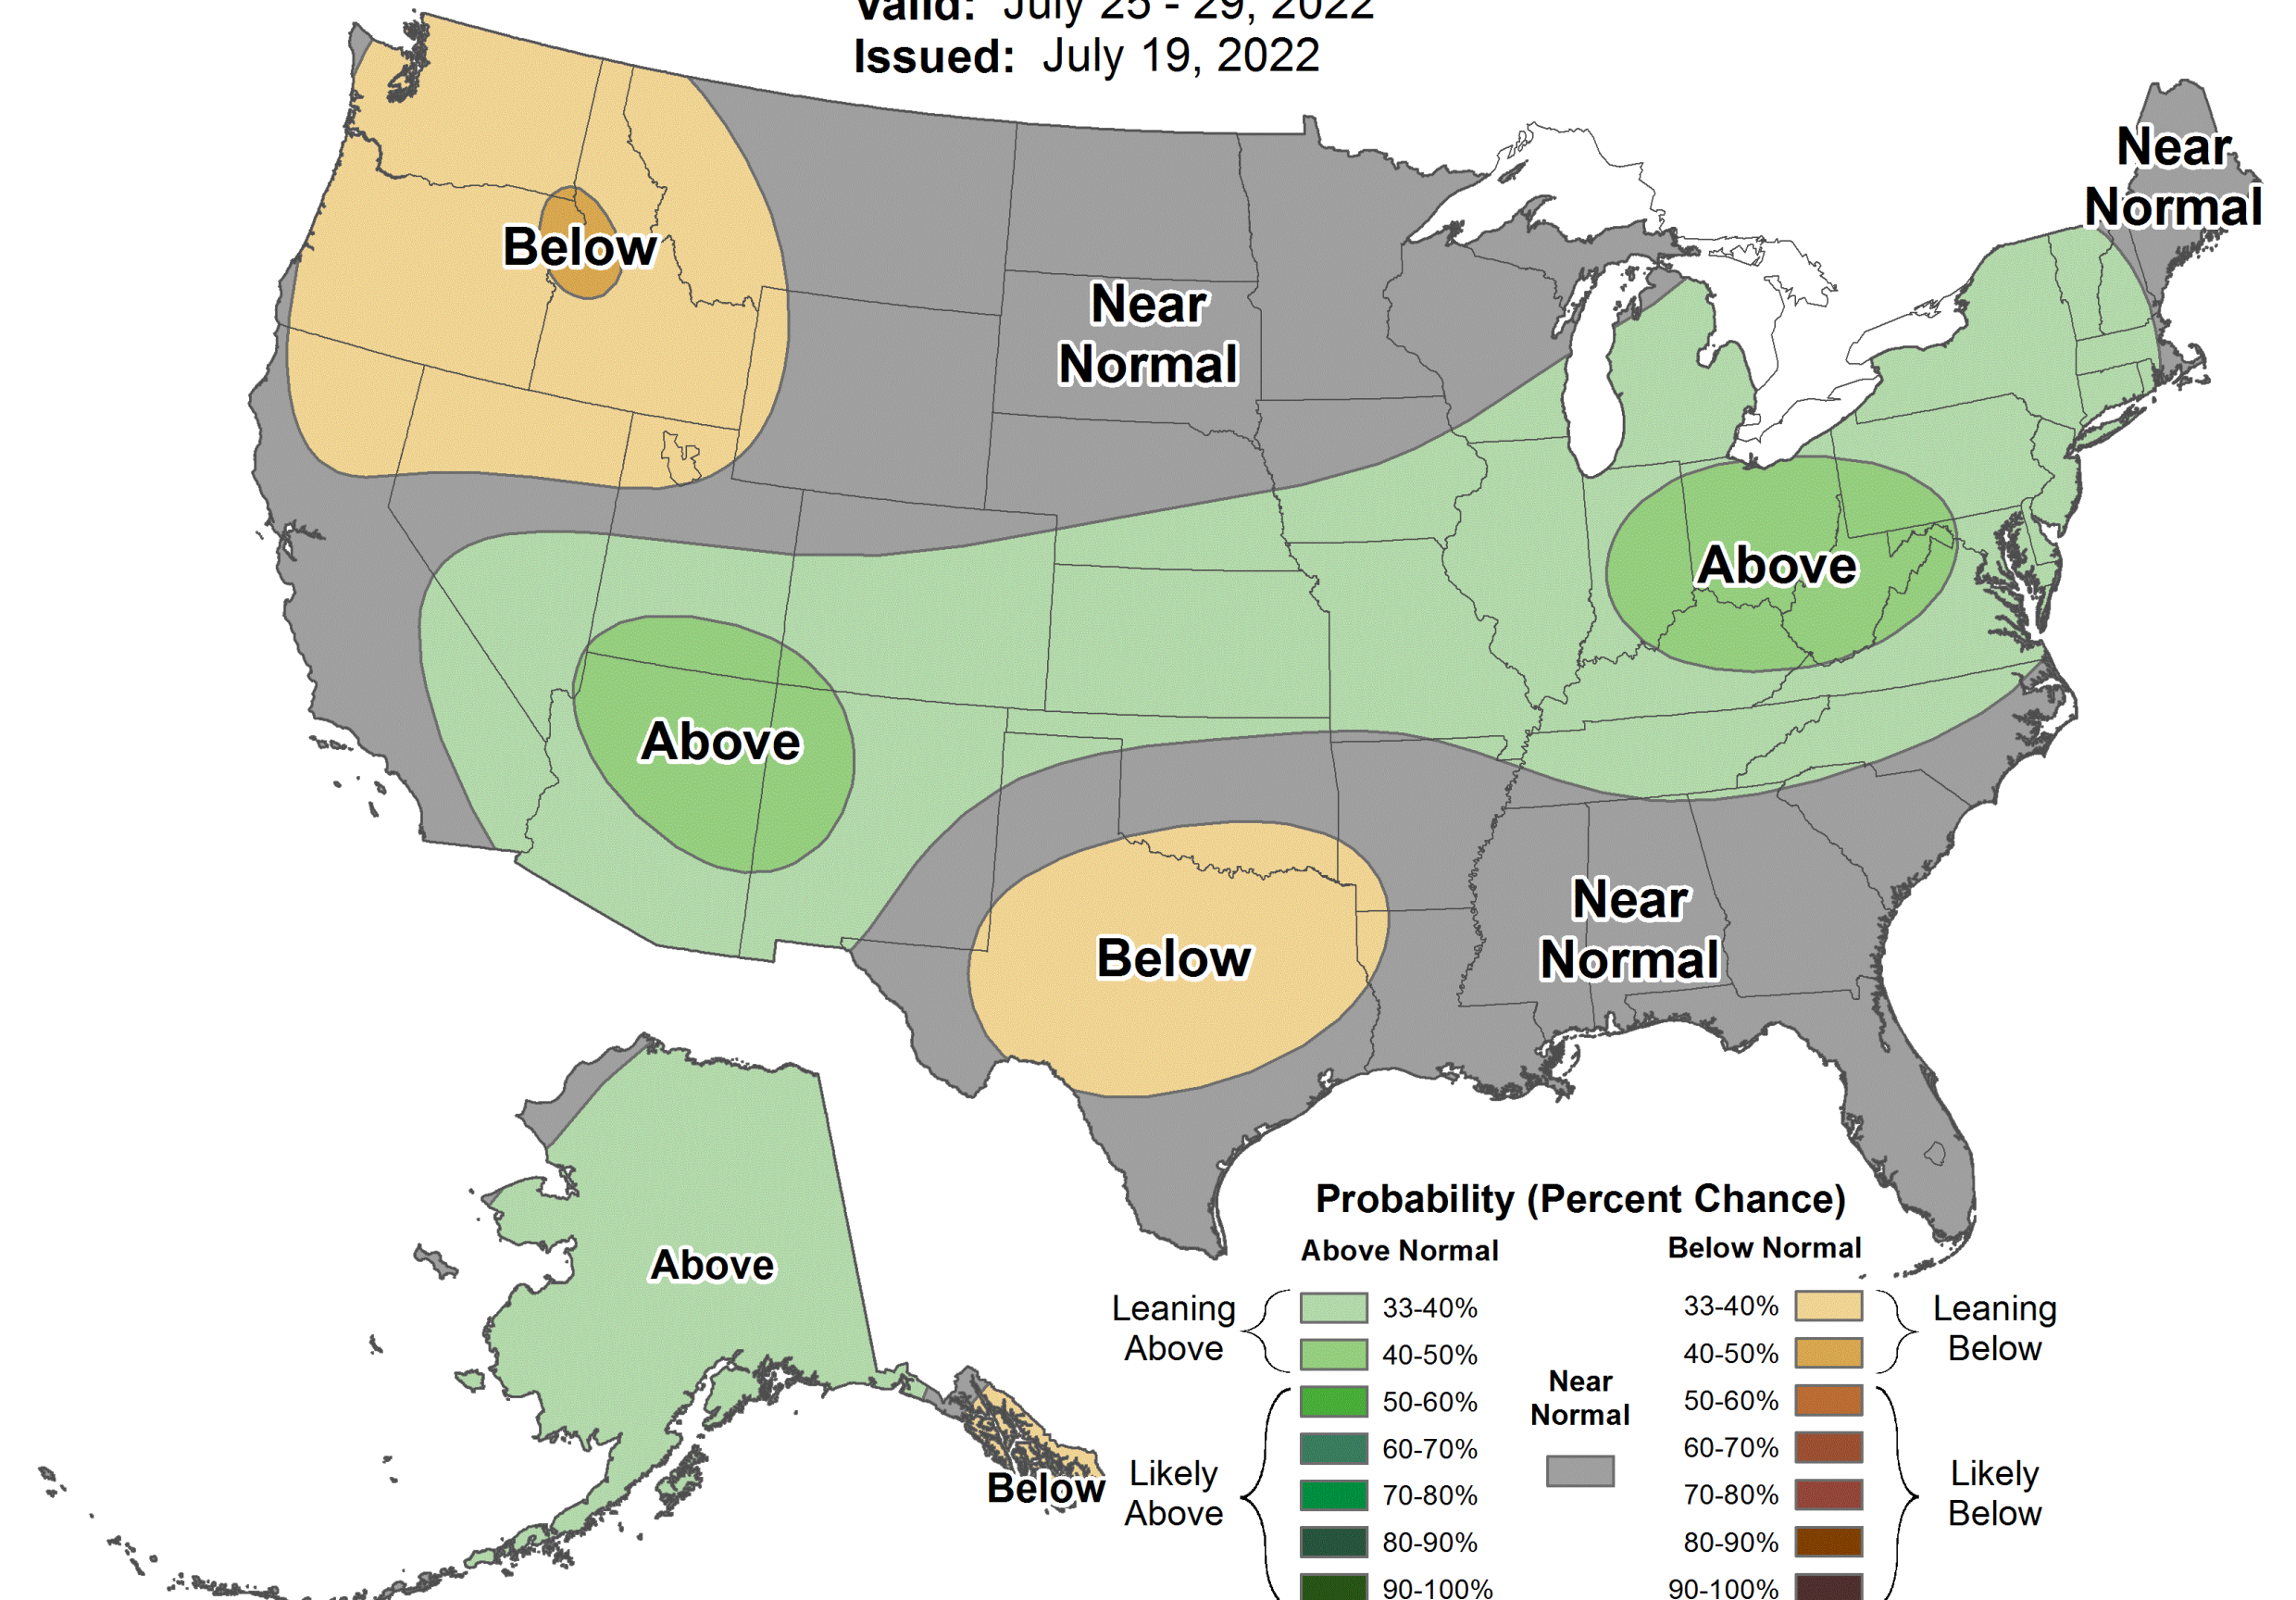 Valid: July 25 - 29, 2022
Issued: July 19, 2022
Near
Normal
Below
Near
Normal
Above
Above
Near
Normal
Below
Above
Below
Probability (Percent Chance)
Above Normal
Below Normal
Leaning
Above
33-40%
40-50%
50-60%
60-70%
70-80%
80-90%
90-100%
Likely
Above
Near
Normal
33-40%
40-50%
50-60%
60-70%
70-80%
80-90%
90-100%
Leaning
Below
Likely
Below